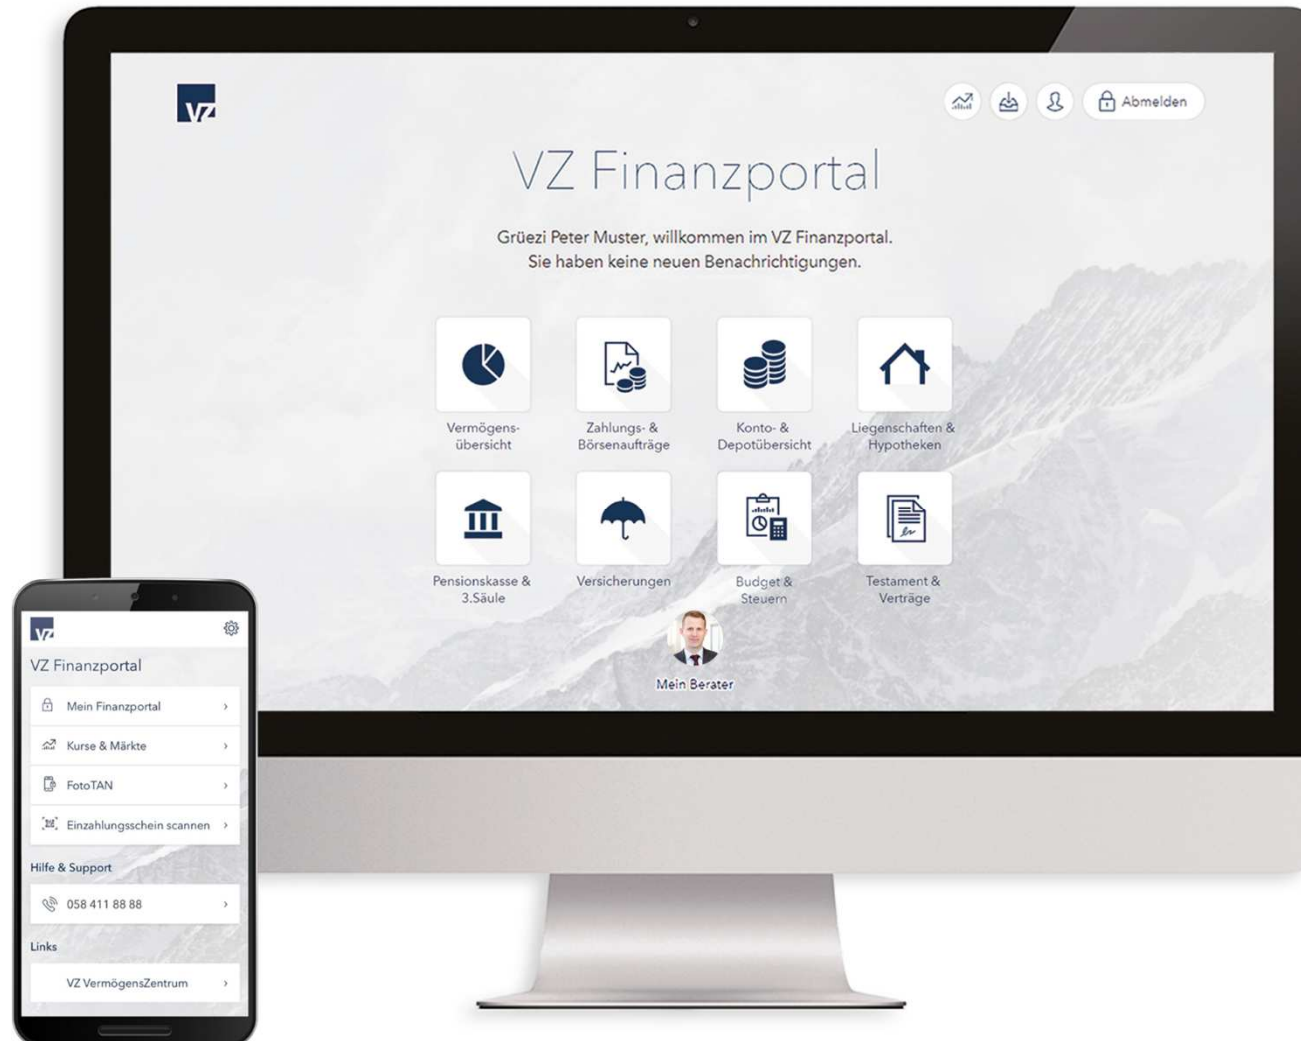 VZ
Abmelden
VZ Finanzportal
Grüezi Peter Muster, willkommen im VZ Finanzportal.
Sie haben keine neuen Benachrichtigungen.
Vermögens-
übersicht
Zahlungs- &
Börsenaufträge
Konto- &
Depotübersicht
Liegenschaften &
Hypotheken
Pensionskasse &
3.Säule
Versicherungen
Budget &
Steuern
Testament &
Verträge
Mein Berater
VZ
VZ Finanzportal
Mein Finanzportal
Kurse & Märkte
FotoTAN
Einzahlungsschein scannen
Hilfe & Support
058 411 88 88
Links
VZ VermögensZentrum